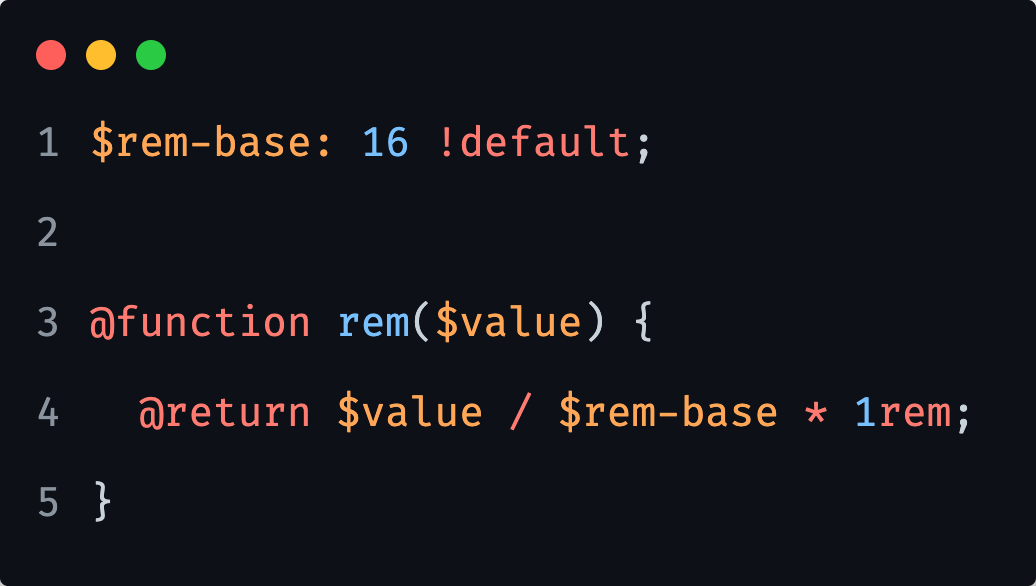 1 $rem-base: 16 !default;
2
3 @function rem($value) {
4   @return $value / $rem-base * 1rem;
5 }